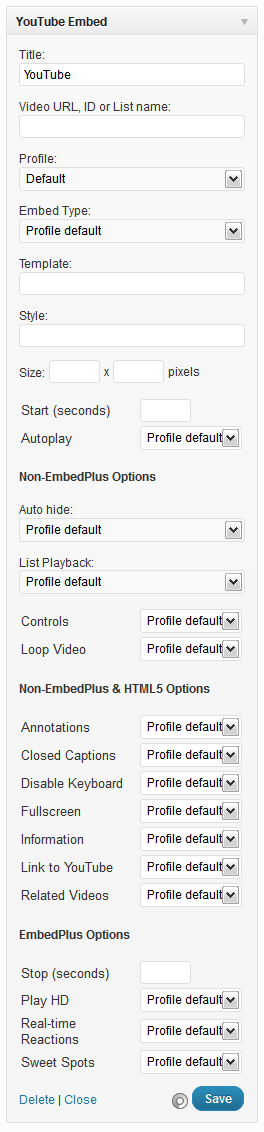 YouTube Embed
Title:
YouTube
Video URL, ID or List name:
Profile:
Default
Embed Type:
Profile default
Template:
Style:
Size: x pixels
Start (seconds)
Autoplay Profile default
Non-EmbedPlus Options
Auto hide:
Profile default
List Playback:
Profile default
Controls Profile default
Loop Video Profile default
Non-EmbedPlus & HTML5 Options
Annotations Profile default
Closed Captions Profile default
Disable Keyboard Profile default
Fullscreen Profile default
Information Profile default
Link to YouTube Profile default
Related Videos Profile default
EmbedPlus Options
Stop (seconds)
Play HD Profile default
Real-time
Reactions Profile default
Sweet Spots Profile default
Delete | Close Save